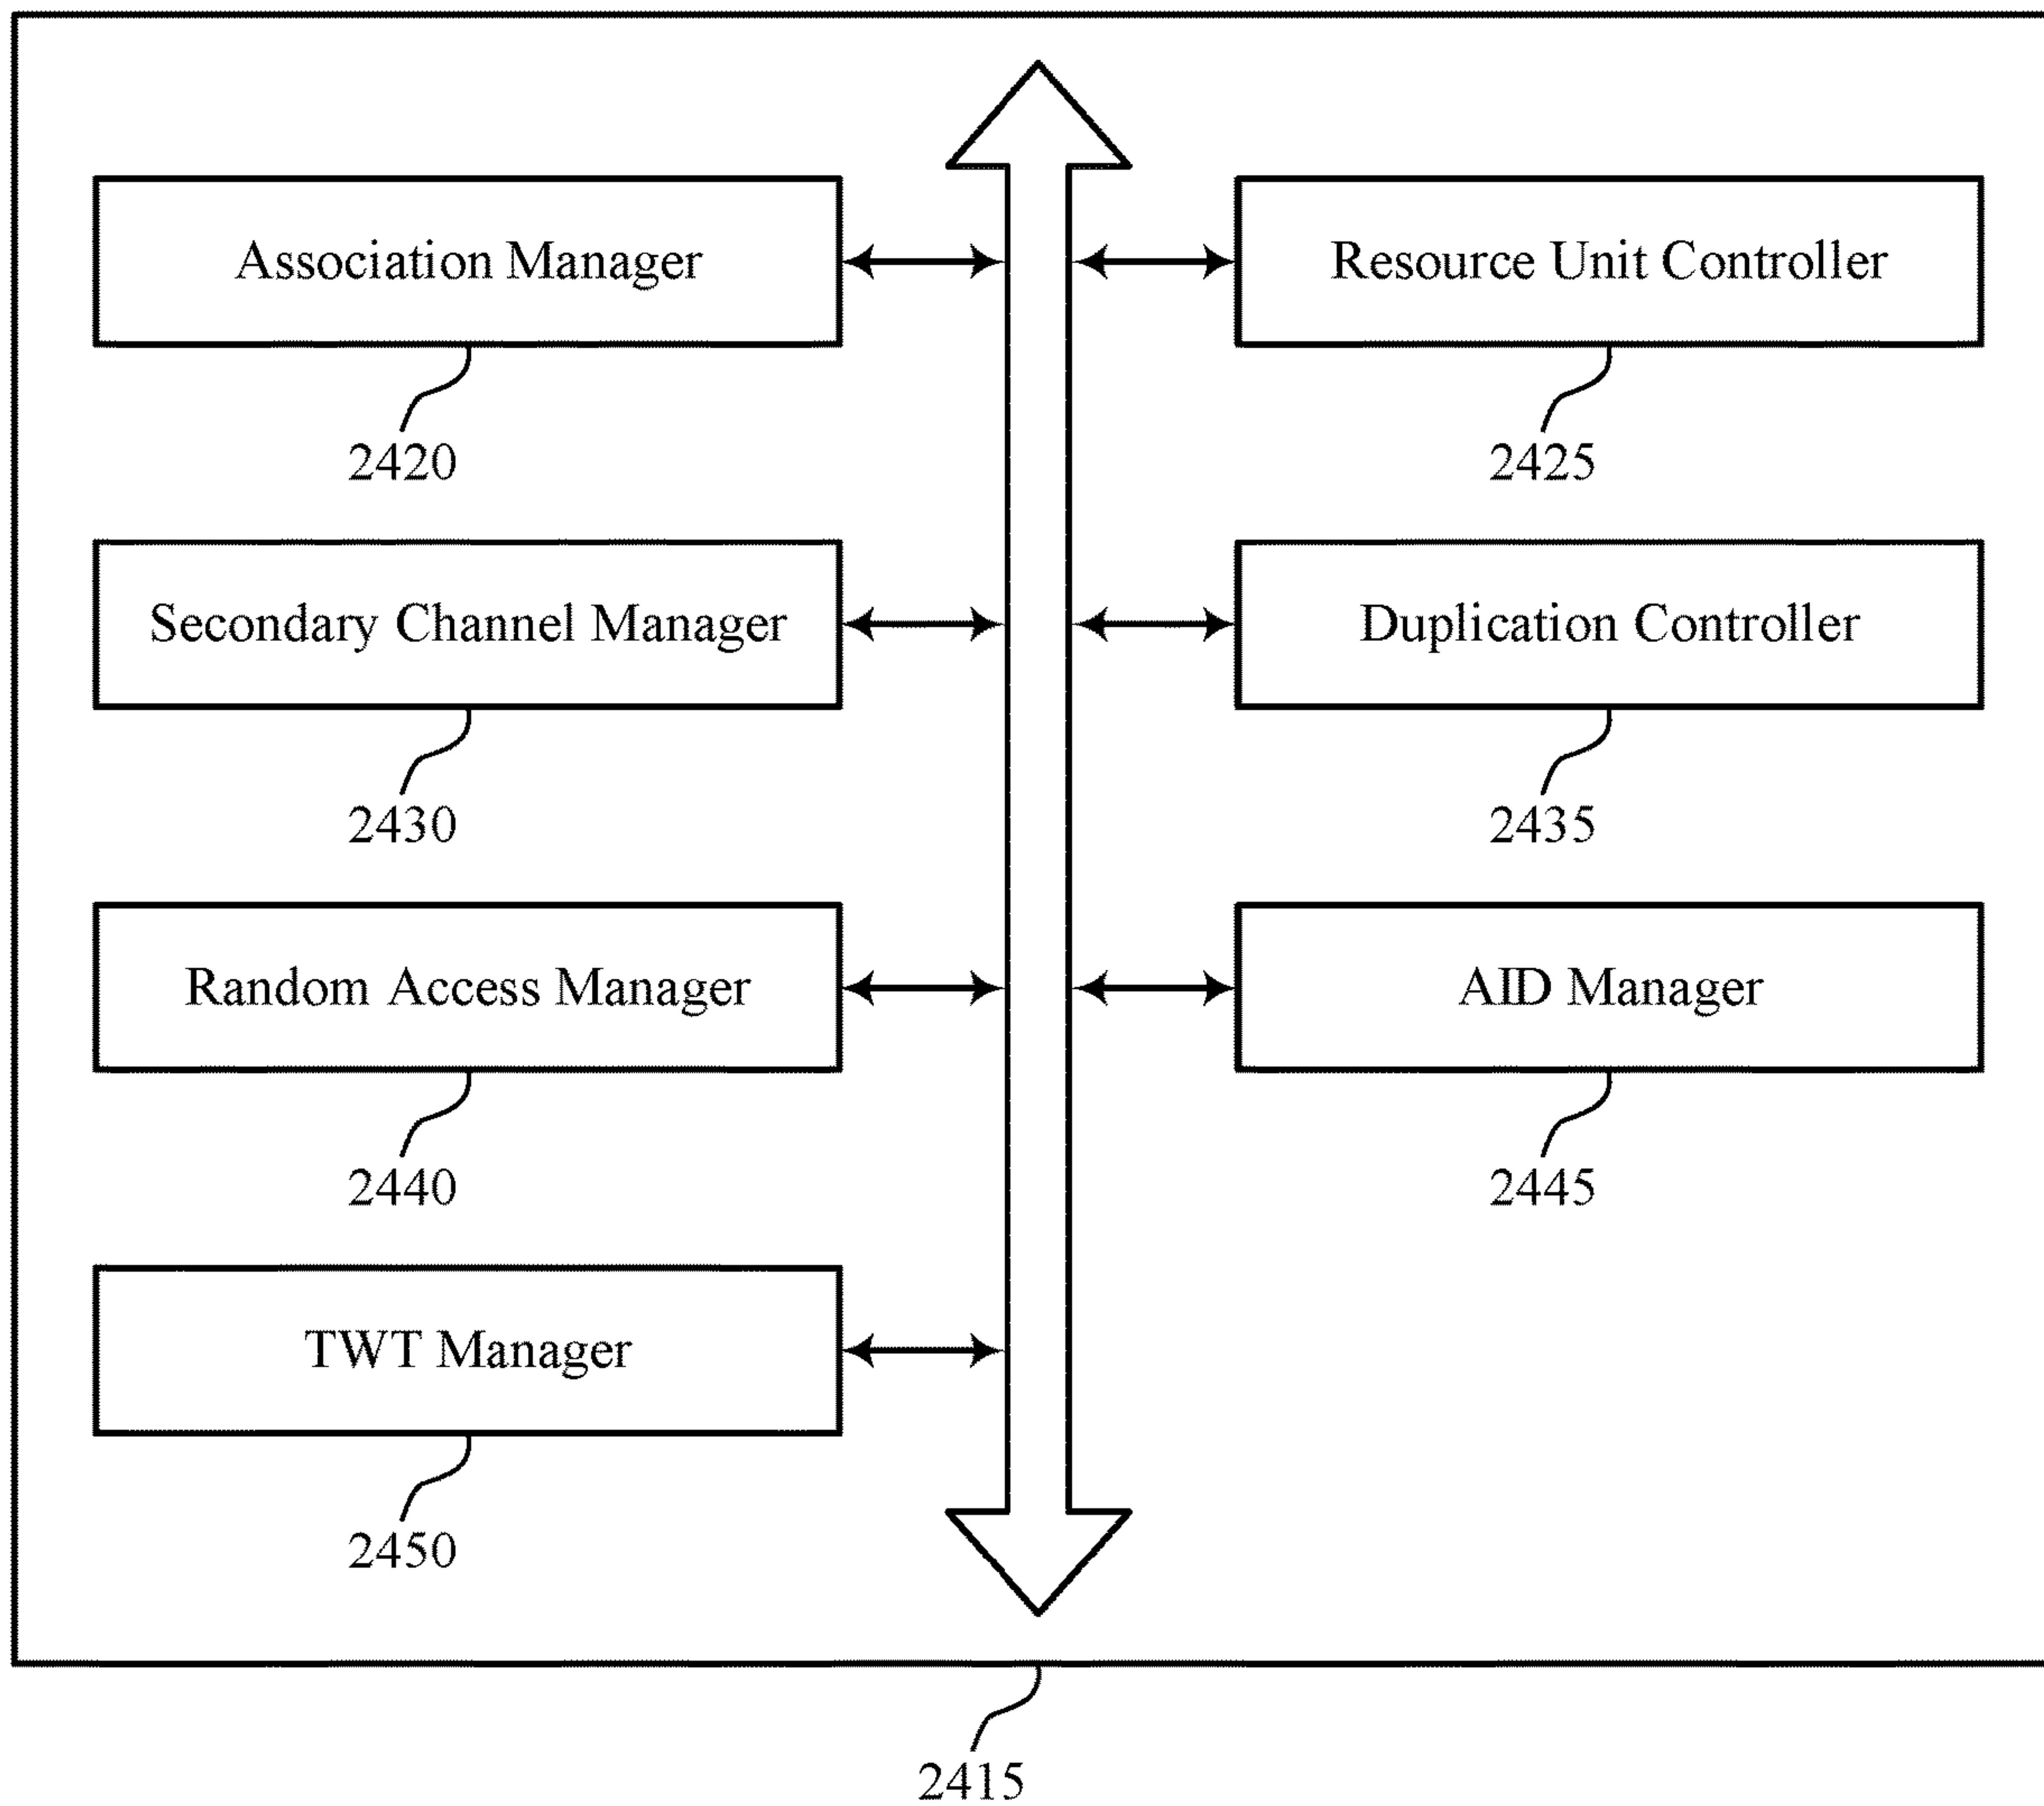 Association Manager
Resource Unit Controller
2420
2425
Secondary Channel Manager
Duplication Controller
2430
2435
Random Access Manager
AID Manager
2440
2445
TWT Manager
2450
2415